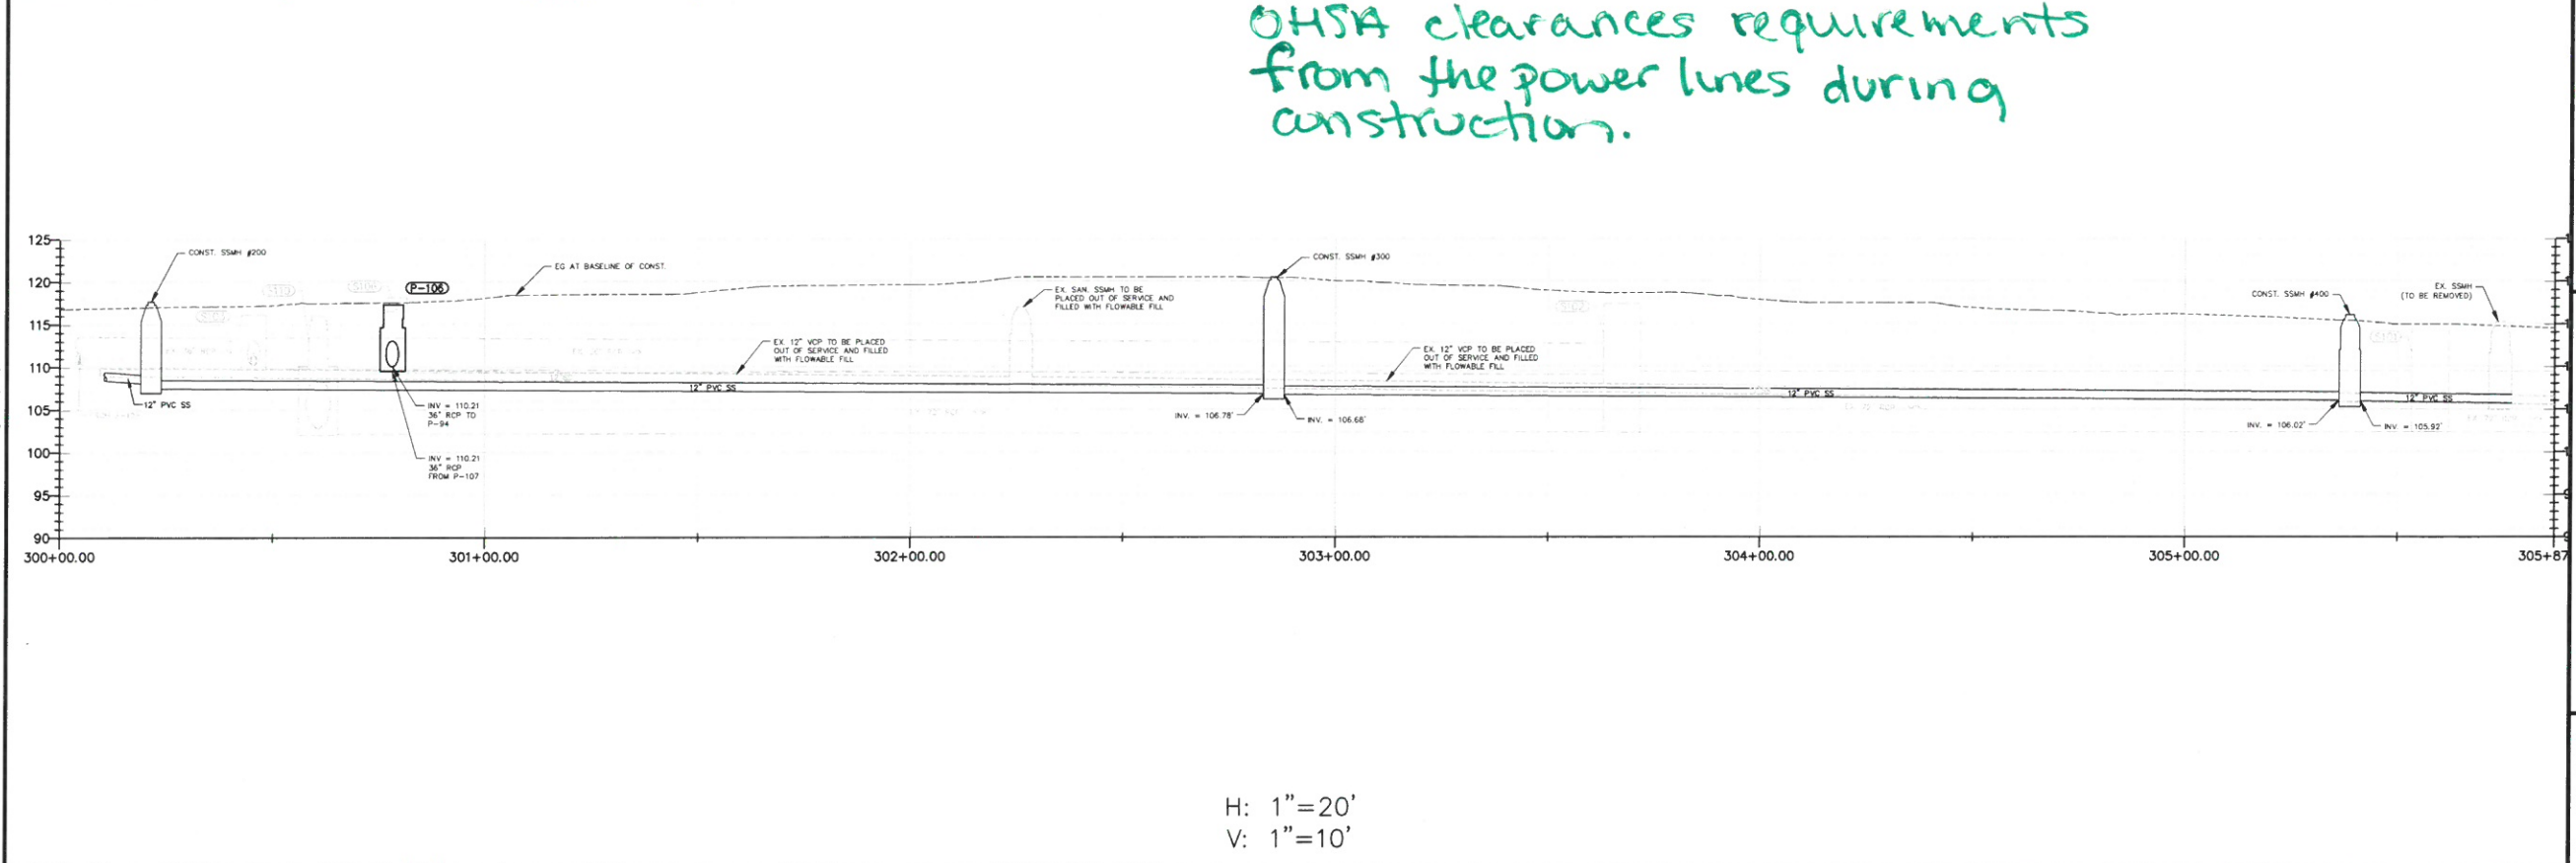 OHSA clearances requirements
from the power lines during
construction.
125
120
115
110
105
100
95
90
CONST. SSMH #200
P-106
EG AT BASELINE OF CONST.
EX. SAN. SSMH TO BE
PLACED OUT OF SERVICE AND
FILLED WITH FLOWABLE FILL
CONST. SSMH #300
CONST. SSMH #400
EX. SSMH
(TO BE REMOVED)
EX. 12" VCP TO BE PLACED
OUT OF SERVICE AND FILLED
WITH FLOWABLE FILL
EX. 12" VCP TO BE PLACED
OUT OF SERVICE AND FILLED
WITH FLOWABLE FILL
12" PVC SS
12" PVC SS
12" PVC SS
12" PVC SS
INV = 110.21
36" RCP TO
P-94
INV = 110.21
36" RCP
FROM P-107
INV. = 106.78'
INV. = 106.68'
INV. = 106.02'
INV. = 105.92'
300+00.00
301+00.00
302+00.00
303+00.00
304+00.00
305+00.00
305+87
H: 1"=20'
V: 1"=10'